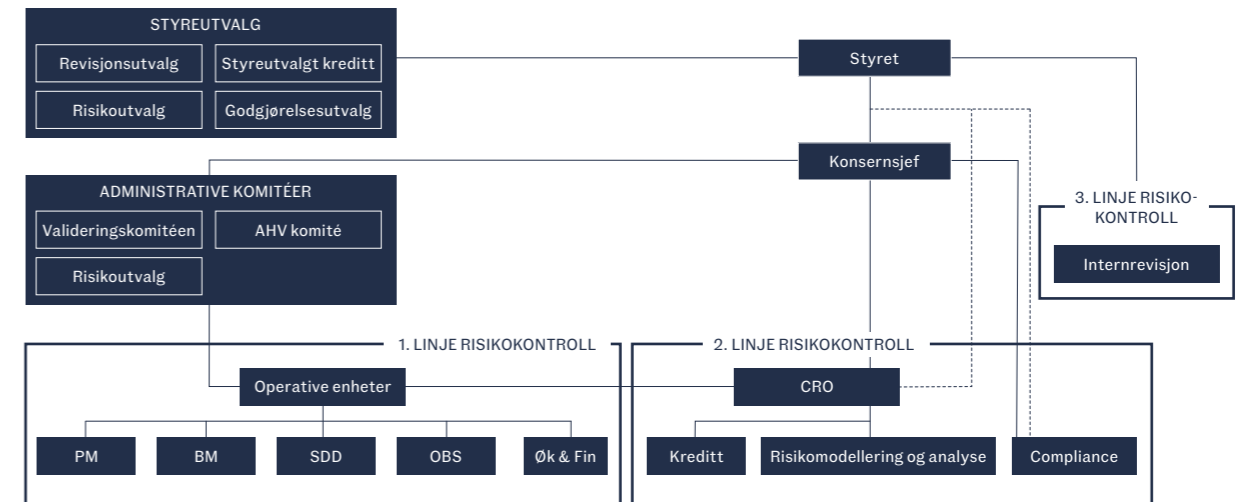 STYREUTVALG
Revisjonsutvalg
Styreutvalgt kreditt
Risikoutvalg
Godgjørelsesutvalg
Styret
Konsernsjef
ADMINISTRATIVE KOMITÉER
Valideringskomitéen
AHV komité
Risikoutvalg
3. LINJE RISIKO-
KONTROLL
Internrevisjon
1. LINJE RISIKOKONTROLL
Operative enheter
PM
BM
SDD
OBS
Øk & Fin
2. LINJE RISIKOKONTROLL
CRO
Kreditt
Risikomodellering og analyse
Compliance